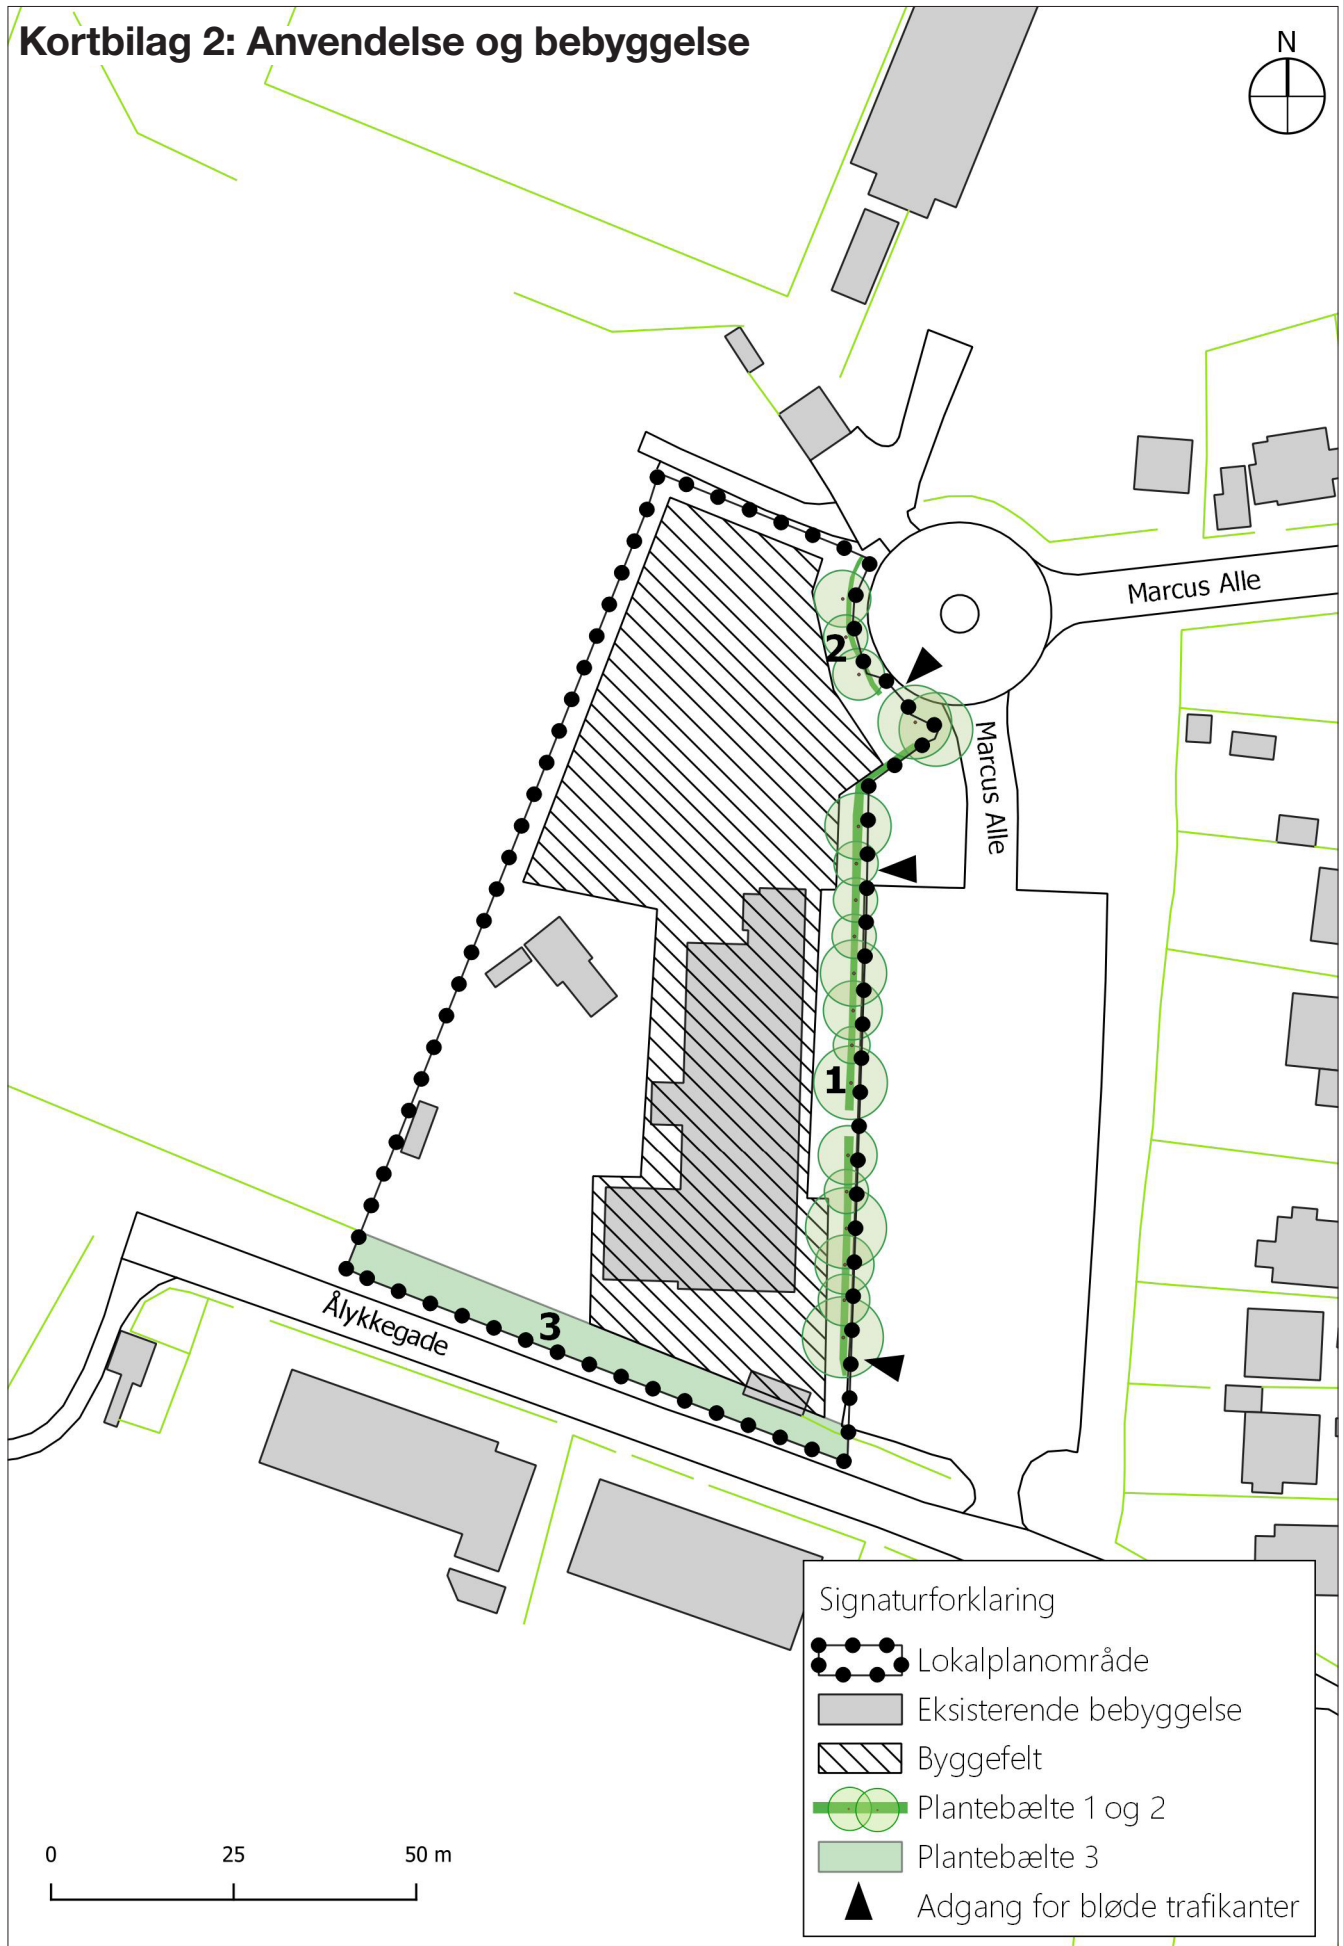 Kortbilag 2: Anvendelse og bebyggelse
N
Marcus Alle
2
Marcus Alle
1
3
Ålykkegade
Signaturforklaring
Lokalplanområde
Eksisterende bebyggelse
Byggefelt
Plantebælte 1 og 2
Plantebælte 3
Adgang for bløde trafikanter
0 25 50 m